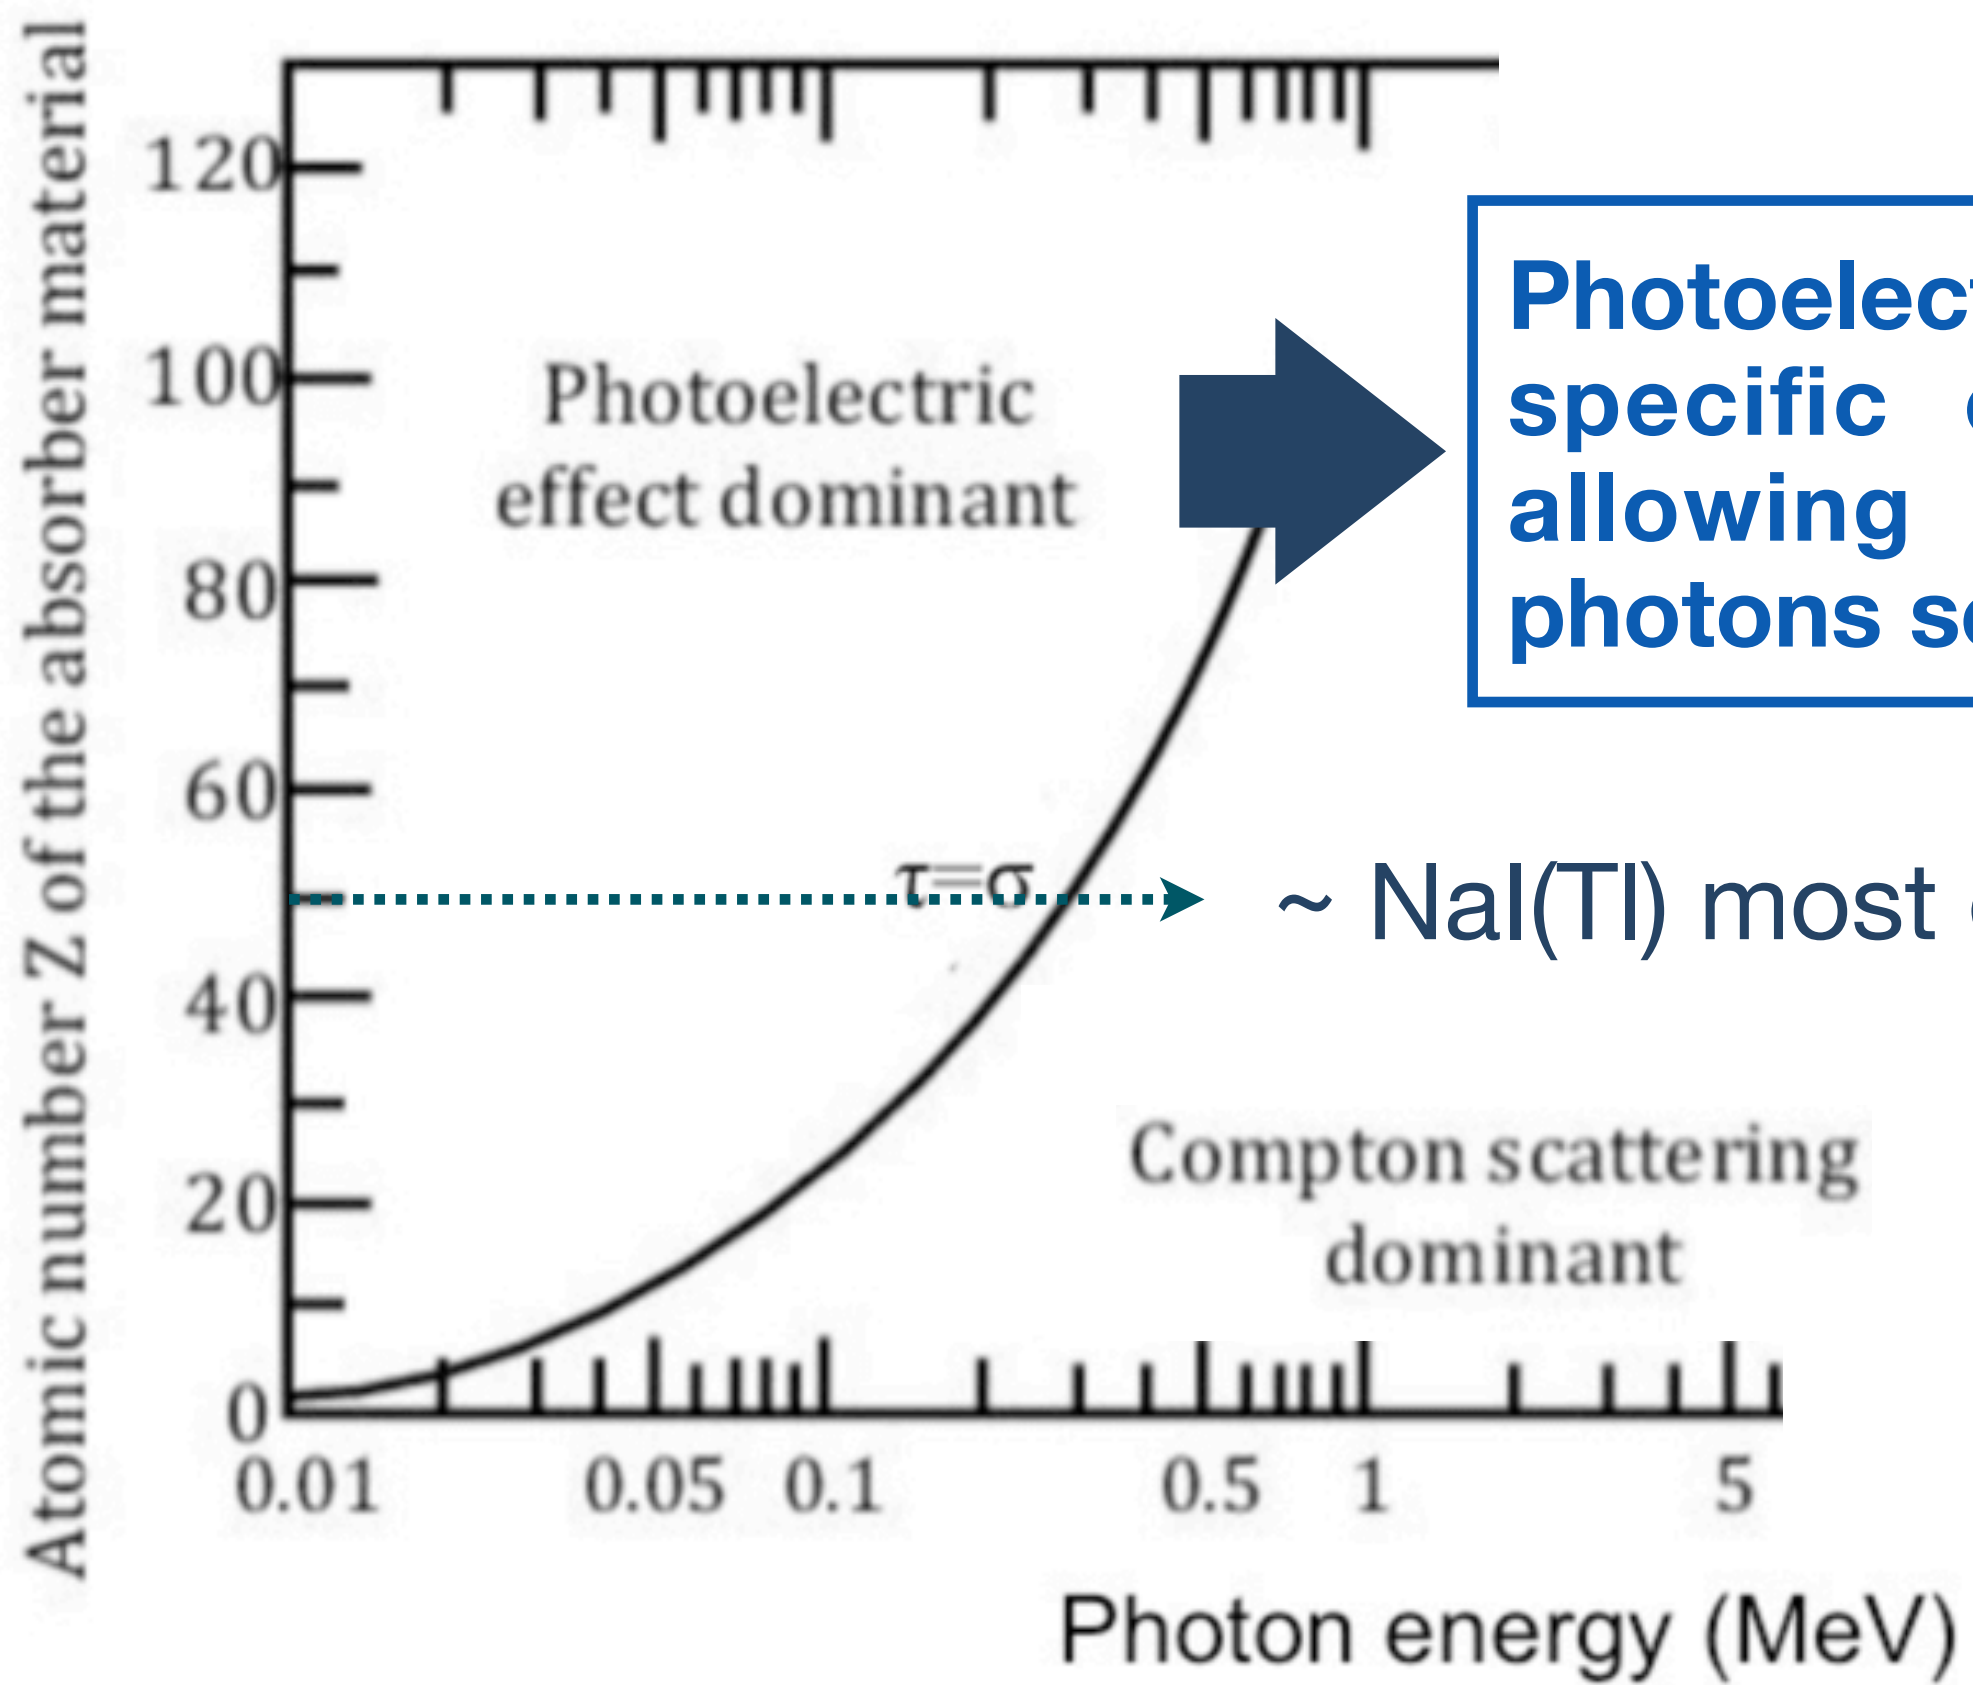 Atomic number Z of the absorber material
120
100
80
60
40
20
0
Photoelectric
effect dominant
Photoelec
specific
allowing
photons s
τ=σ
~ NaI(Tl) most
Compton scattering
dominant
0.01 0.05 0.1 0.5 1 5
Photon energy (MeV)